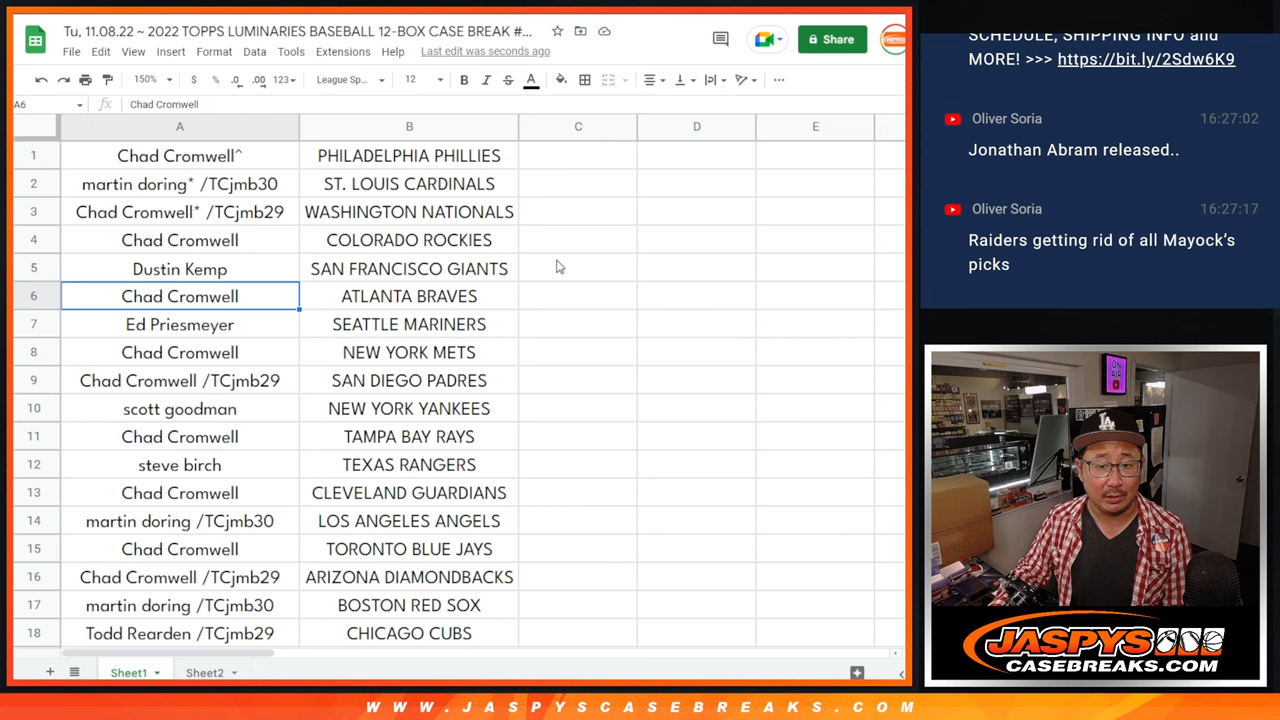 Tu, 11.08.22 ~ 2022 TOPPS LUMINARIES BASEBALL 12-BOX CASE BREAK #...
File Edit View Insert Format Data Tools Extensions Help Last edit was seconds ago
Share
150% $ % .0 .00 123 League Sp... 12 B I S A
A6 fx Chad Cromwell
A B C D E
1 Chad Cromwell^ PHILADELPHIA PHILLIES
2 martin doring* /TCjmb30 ST. LOUIS CARDINALS
3 Chad Cromwell* /TCjmb29 WASHINGTON NATIONALS
4 Chad Cromwell COLORADO ROCKIES
5 Dustin Kemp SAN FRANCISCO GIANTS
6 Chad Cromwell ATLANTA BRAVES
7 Ed Priesmeyer SEATTLE MARINERS
8 Chad Cromwell NEW YORK METS
9 Chad Cromwell /TCjmb29 SAN DIEGO PADRES
10 scott goodman NEW YORK YANKEES
11 Chad Cromwell TAMPA BAY RAYS
12 steve birch TEXAS RANGERS
13 Chad Cromwell CLEVELAND GUARDIANS
14 martin doring /TCjmb30 LOS ANGELES ANGELS
15 Chad Cromwell TORONTO BLUE JAYS
16 Chad Cromwell /TCjmb29 ARIZONA DIAMONDBACKS
17 martin doring /TCjmb30 BOSTON RED SOX
18 Todd Rearden /TCjmb29 CHICAGO CUBS
Sheet1 Sheet2
SCHEDULE, SHIPPING INFO and
MORE! >>> https://bit.ly/2Sdw6K9
Oliver Soria 16:27:02
Jonathan Abram released..
Oliver Soria 16:27:17
Raiders getting rid of all Mayock's
picks
ON
AIR
LA
JASPYS
CASEBREAKS.COM
WWW.JASPYSCASEBREAKS.COM